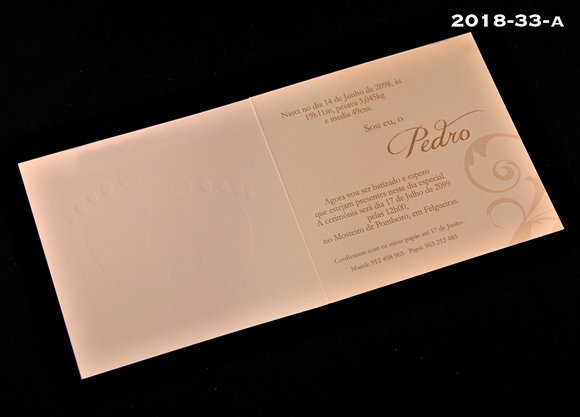 2018-33-A
Nasci no dia 14 de Junho de 2098, às
19h11m, pesava 3,045kg
e media 49cm.
Sou eu, o
Pedro
Agora vou ser batizado e espero
que estejam presentes neste dia especial.
A cerimónia será dia 17 de Julho de 2099
pelas 12h00,
no Mosteiro de Pombeiro, em Felgueiras.
Confirmem com os meus papás até 17 de Junho.
Mamã: 912 458 965 Papá: 963 212 485